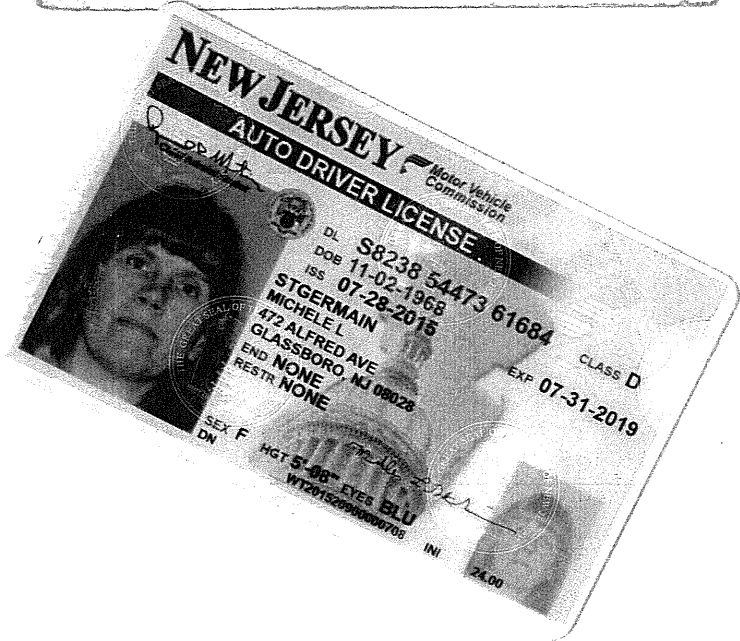 NEW JERSEY
Motor Vehicle
Commission
AUTO DRIVER LICENSE
DL S8238 54473 61684
CLASS D
DOB 11-02-1968
ISS 07-28-2015
EXP 07-31-2019
STGERMAIN
MICHELE L
472 ALFRED AVE
GLASSBORO, NJ 08028
END NONE
RESTR NONE
SEX F HGT 5'-08" EYES BLU
DN
WT201520900000708
INI
24.00